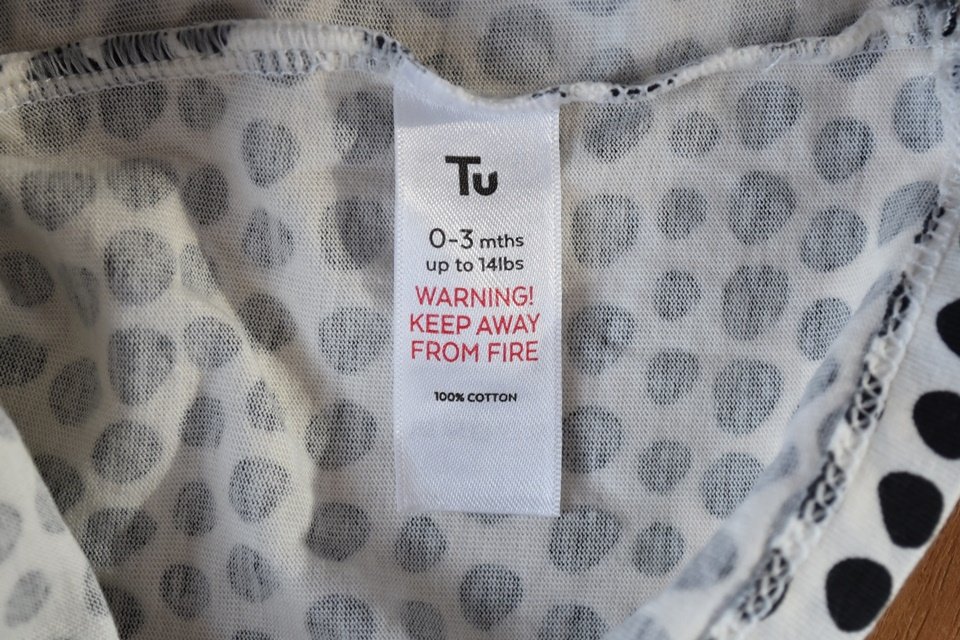 Tu
0-3 mths
up to 14lbs
WARNING!
KEEP AWAY
FROM FIRE
100% COTTON